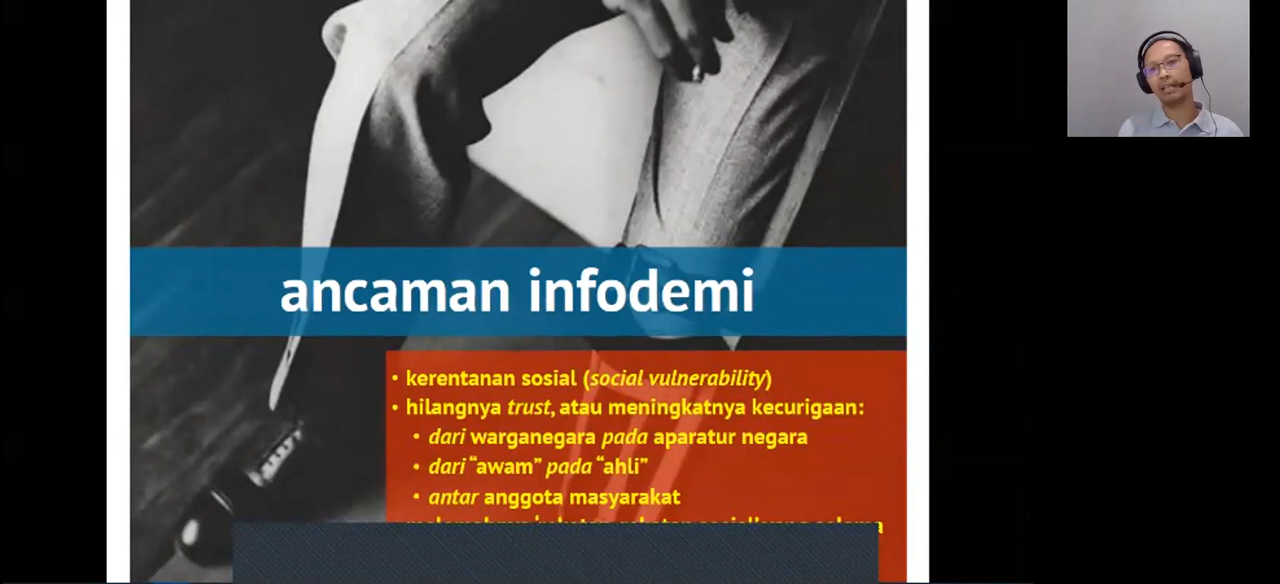 ancaman infodemi
• kerentanan sosial (social vulnerability)
• hilangnya trust, atau meningkatnya kecurigaan:
• dari warganegara pada aparatur negara
• dari “awam” pada “ahli”
• antar anggota masyarakat